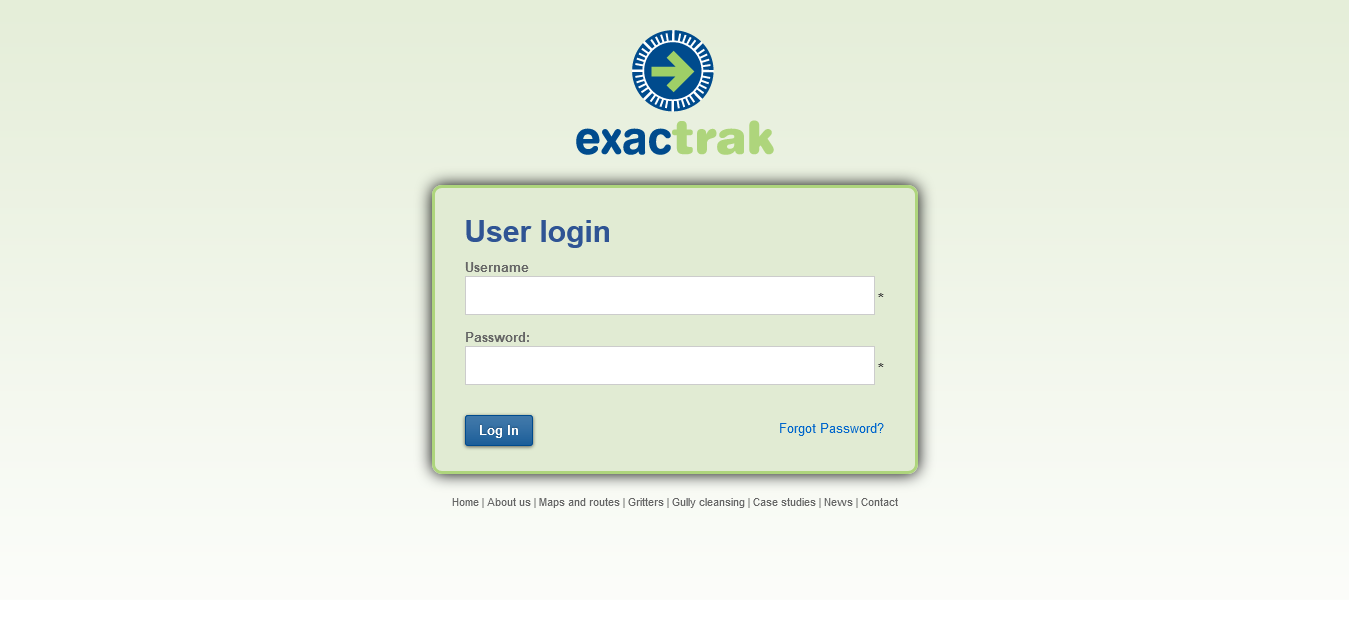 exactrak
User login
Username
*
Password:
*
Log In
Forgot Password?
Home | About us | Maps and routes | Gritters | Gully cleansing | Case studies | News | Contact